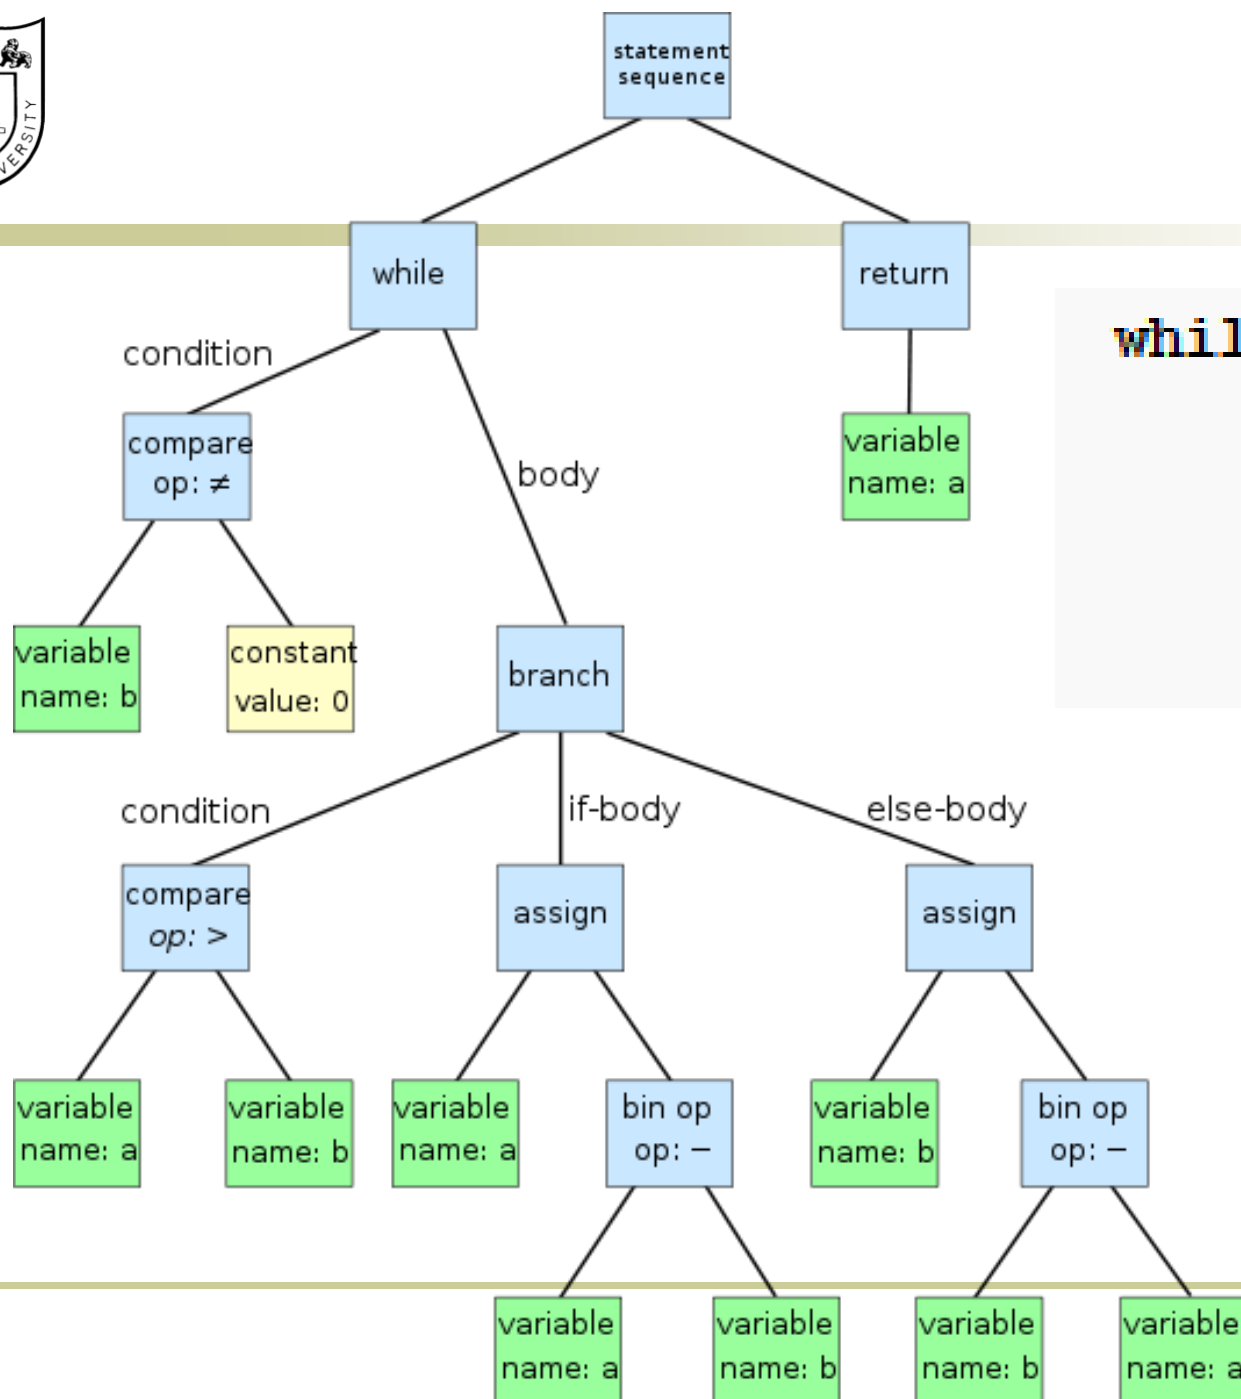 VERSITY
statement
sequence
while
return
whil
condition
compare
op: ≠
body
variable
name: a
variable
name: b
constant
value: 0
branch
condition
if-body
else-body
compare
op: >
assign
assign
variable
name: a
variable
name: b
variable
name: a
bin op
op: −
variable
name: b
bin op
op: −
variable
name: a
variable
name: b
variable
name: b
variable
name: a